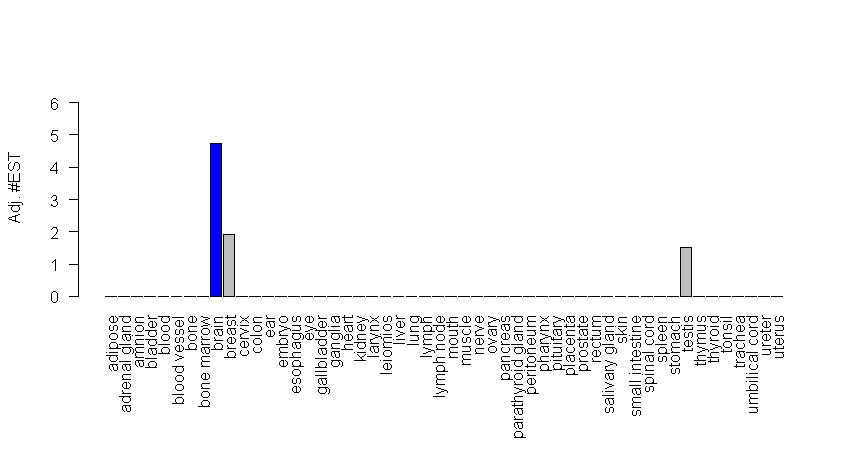 Adj. #EST
6
5
4
3
2
1
0
adipose
adrenal gland
amnion
bladder
blood
blood vessel
bone
bone marrow
brain
breast
cervix
colon
ear
embryo
esophagus
eye
gallbladder
ganglia
heart
kidney
larynx
leiomios
liver
lung
lymph
lymph node
mouth
muscle
nerve
ovary
pancreas
parathyroid gland
peritoneum
pharynx
pituitary
placenta
prostate
rectum
salivary gland
skin
small intestine
spinal cord
spleen
stomach
testis
thymus
thyroid
tonsil
trachea
umbilical cord
ureter
uterus